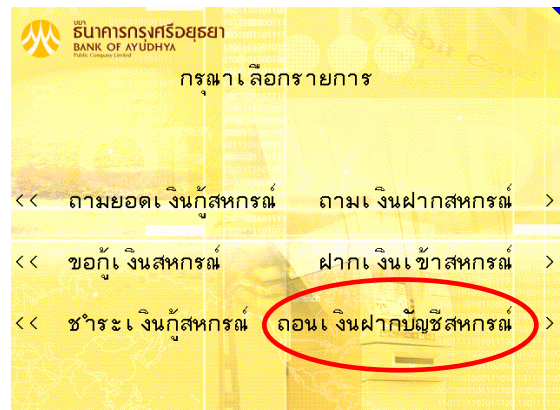 บมจ.
ธนาคารกรุงศรีอยุธยา
BANK OF AYUDHYA
Public Company Limited
กรุณาเลือกรายการ
<< ถามยอดเงินกู้สหกรณ์ ถามเงินฝากสหกรณ์ >
<< ขอกู้เงินสหกรณ์ ฝากเงินเข้าสหกรณ์ >
<< ชำระเงินกู้สหกรณ์ ถอนเงินฝากบัญชีสหกรณ์ >